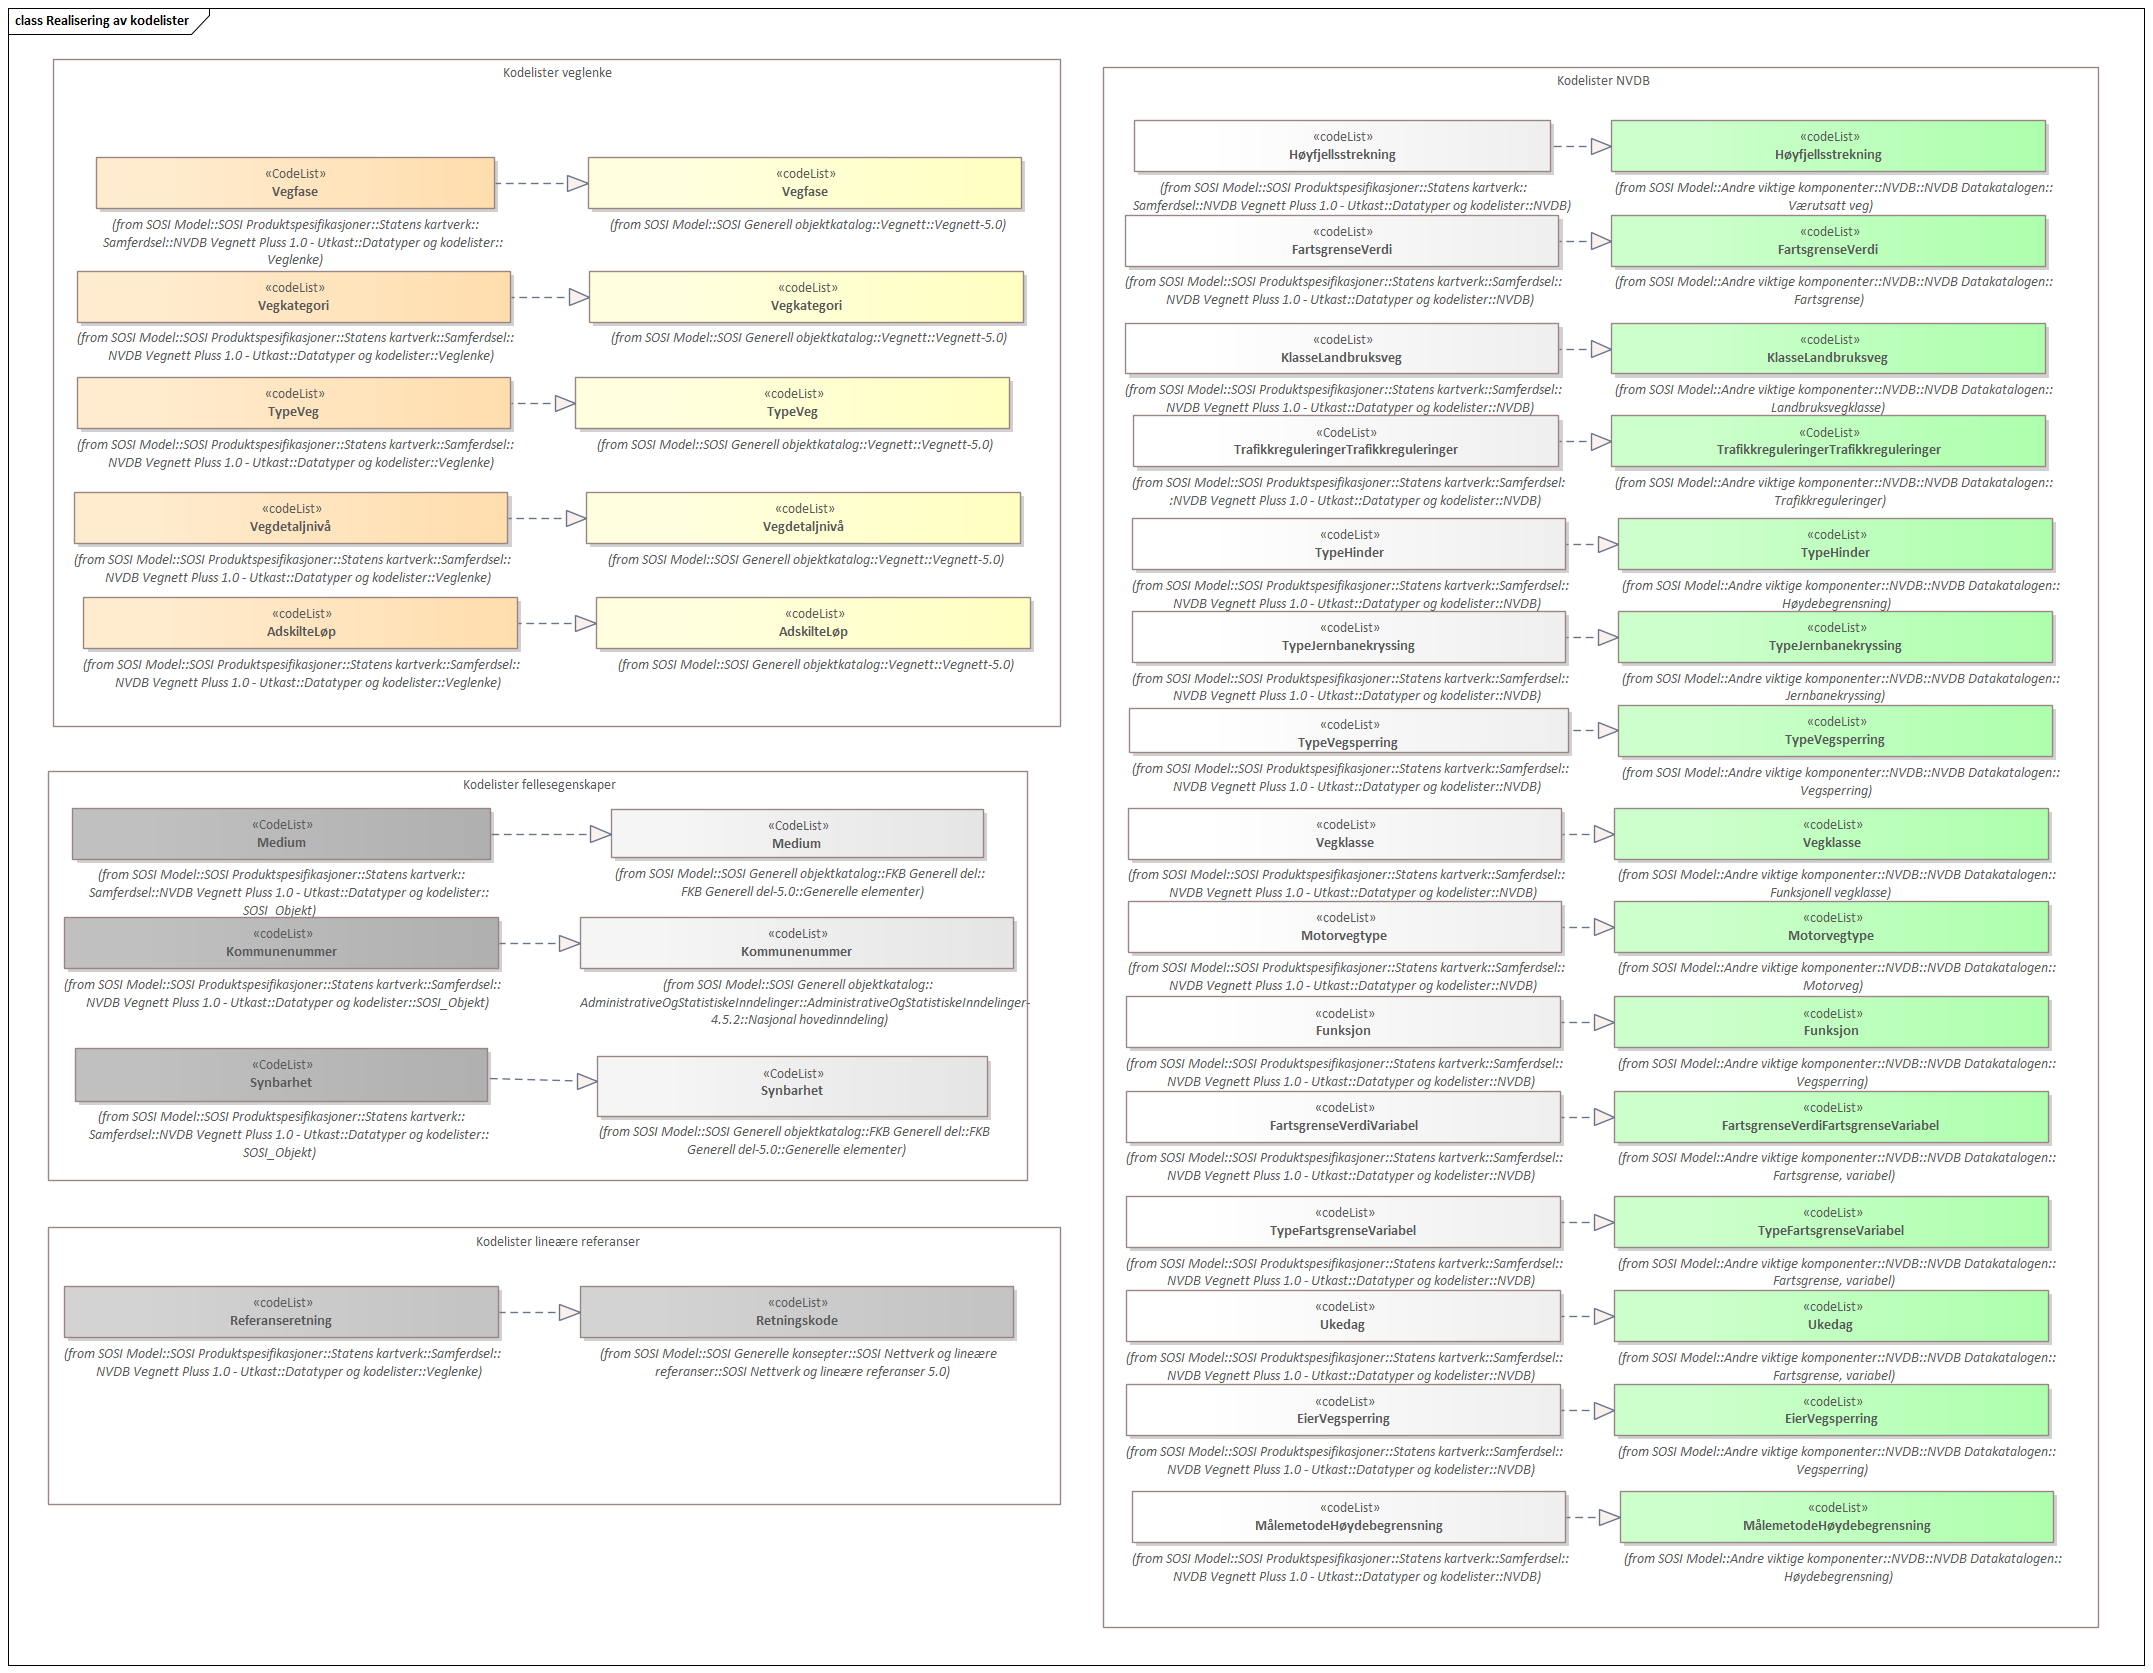 class Realisering av kodelister
Kodelister veglenke
«CodeList»
Vegfase
(from SOSI Model::SOSI Produktspesifikasjoner::Statens kartverk::
Samferdsel::NVDB Vegnett Pluss 1.0 - Utkast::Datatyper og kodelister::
Veglenke)
«codeList»
Vegfase
(from SOSI Model::SOSI Generell objektkatalog::Vegnett::Vegnett-5.0)
«codeList»
Vegkategori
(from SOSI Model::SOSI Produktspesifikasjoner::Statens kartverk::Samferdsel::
NVDB Vegnett Pluss 1.0 - Utkast::Datatyper og kodelister::Veglenke)
«codeList»
Vegkategori
(from SOSI Model::SOSI Generell objektkatalog::Vegnett::Vegnett-5.0)
«codeList»
TypeVeg
(from SOSI Model::SOSI Produktspesifikasjoner::Statens kartverk::Samferdsel::
NVDB Vegnett Pluss 1.0 - Utkast::Datatyper og kodelister::Veglenke)
«codeList»
TypeVeg
(from SOSI Model::SOSI Generell objektkatalog::Vegnett::Vegnett-5.0)
«codeList»
Vegdetaljnivå
(from SOSI Model::SOSI Produktspesifikasjoner::Statens kartverk::Samferdsel::
NVDB Vegnett Pluss 1.0 - Utkast::Datatyper og kodelister::Veglenke)
«codeList»
Vegdetaljnivå
(from SOSI Model::SOSI Generell objektkatalog::Vegnett::Vegnett-5.0)
«codeList»
AdskilteLøp
(from SOSI Model::SOSI Produktspesifikasjoner::Statens kartverk::Samferdsel::
NVDB Vegnett Pluss 1.0 - Utkast::Datatyper og kodelister::Veglenke)
«codeList»
AdskilteLøp
(from SOSI Model::SOSI Generell objektkatalog::Vegnett::Vegnett-5.0)
Kodelister fellesegenskaper
«CodeList»
Medium
(from SOSI Model::SOSI Produktspesifikasjoner::Statens kartverk::
Samferdsel::NVDB Vegnett Pluss 1.0 - Utkast::Datatyper og kodelister::
SOSI_Objekt)
«CodeList»
Medium
(from SOSI Model::SOSI Generell objektkatalog::FKB Generell del::
FKB Generell del-5.0::Generelle elementer)
«codeList»
Kommunenummer
(from SOSI Model::SOSI Produktspesifikasjoner::Statens kartverk::Samferdsel::
NVDB Vegnett Pluss 1.0 - Utkast::Datatyper og kodelister::SOSI_Objekt)
«codeList»
Kommunenummer
(from SOSI Model::SOSI Generell objektkatalog::
AdministrativeOgStatistiskeInndelinger::AdministrativeOgStatistiskeInndelinger-
4.5.2::Nasjonal hovedinndeling)
«CodeList»
Synbarhet
(from SOSI Model::SOSI Produktspesifikasjoner::Statens kartverk::
Samferdsel::NVDB Vegnett Pluss 1.0 - Utkast::Datatyper og kodelister::
SOSI_Objekt)
«CodeList»
Synbarhet
(from SOSI Model::SOSI Generell objektkatalog::FKB Generell del::FKB
Generell del-5.0::Generelle elementer)
Kodelister lineære referanser
«codeList»
Referanseretning
(from SOSI Model::SOSI Produktspesifikasjoner::Statens kartverk::Samferdsel::
NVDB Vegnett Pluss 1.0 - Utkast::Datatyper og kodelister::Veglenke)
«codeList»
Retningskode
(from SOSI Model::SOSI Generelle konsepter::SOSI Nettverk og lineære
referanser::SOSI Nettverk og lineære referanser 5.0)
Kodelister NVDB
«codeList»
Høyfjellsstrekning
(from SOSI Model::SOSI Produktspesifikasjoner::Statens kartverk::
Samferdsel::NVDB Vegnett Pluss 1.0 - Utkast::Datatyper og kodelister::NVDB)
«codeList»
Høyfjellsstrekning
(from SOSI Model::Andre viktige komponenter::NVDB::NVDB Datakatalogen::
Værutsatt veg)
«codeList»
FartsgrenseVerdi
(from SOSI Model::SOSI Produktspesifikasjoner::Statens kartverk::Samferdsel::
NVDB Vegnett Pluss 1.0 - Utkast::Datatyper og kodelister::NVDB)
«codeList»
FartsgrenseVerdi
(from SOSI Model::Andre viktige komponenter::NVDB::NVDB Datakatalogen::
Fartsgrense)
«codeList»
KlasseLandbruksveg
(from SOSI Model::SOSI Produktspesifikasjoner::Statens kartverk::Samferdsel::
NVDB Vegnett Pluss 1.0 - Utkast::Datatyper og kodelister::NVDB)
«codeList»
KlasseLandbruksveg
(from SOSI Model::Andre viktige komponenter::NVDB::NVDB Datakatalogen::
Landbruksvegklasse)
«CodeList»
TrafikkreguleringerTrafikkreguleringer
(from SOSI Model::SOSI Produktspesifikasjoner::Statens kartverk::Samferdsel:
:NVDB Vegnett Pluss 1.0 - Utkast::Datatyper og kodelister::NVDB)
«CodeList»
TrafikkreguleringerTrafikkreguleringer
(from SOSI Model::Andre viktige komponenter::NVDB::NVDB Datakatalogen::
Trafikkreguleringer)
«codeList»
TypeHinder
(from SOSI Model::SOSI Produktspesifikasjoner::Statens kartverk::Samferdsel::
NVDB Vegnett Pluss 1.0 - Utkast::Datatyper og kodelister::NVDB)
«codeList»
TypeHinder
(from SOSI Model::Andre viktige komponenter::NVDB::NVDB Datakatalogen::
Høydebegrensning)
«codeList»
TypeJernbanekryssing
(from SOSI Model::SOSI Produktspesifikasjoner::Statens kartverk::Samferdsel::
NVDB Vegnett Pluss 1.0 - Utkast::Datatyper og kodelister::NVDB)
«codeList»
TypeJernbanekryssing
(from SOSI Model::Andre viktige komponenter::NVDB::NVDB Datakatalogen::
Jernbanekryssing)
«codeList»
TypeVegsperring
(from SOSI Model::SOSI Produktspesifikasjoner::Statens kartverk::Samferdsel::
NVDB Vegnett Pluss 1.0 - Utkast::Datatyper og kodelister::NVDB)
«codeList»
TypeVegsperring
(from SOSI Model::Andre viktige komponenter::NVDB::NVDB Datakatalogen::
Vegsperring)
«codeList»
Vegklasse
(from SOSI Model::SOSI Produktspesifikasjoner::Statens kartverk::Samferdsel::
NVDB Vegnett Pluss 1.0 - Utkast::Datatyper og kodelister::NVDB)
«codeList»
Vegklasse
(from SOSI Model::Andre viktige komponenter::NVDB::NVDB Datakatalogen::
Funksjonell vegklasse)
«codeList»
Motorvegtype
(from SOSI Model::SOSI Produktspesifikasjoner::Statens kartverk::Samferdsel::
NVDB Vegnett Pluss 1.0 - Utkast::Datatyper og kodelister::NVDB)
«codeList»
Motorvegtype
(from SOSI Model::Andre viktige komponenter::NVDB::NVDB Datakatalogen::
Motorveg)
«codeList»
Funksjon
(from SOSI Model::SOSI Produktspesifikasjoner::Statens kartverk::Samferdsel::
NVDB Vegnett Pluss 1.0 - Utkast::Datatyper og kodelister::NVDB)
«codeList»
Funksjon
(from SOSI Model::Andre viktige komponenter::NVDB::NVDB Datakatalogen::
Vegsperring)
«codeList»
FartsgrenseVerdiVariabel
(from SOSI Model::SOSI Produktspesifikasjoner::Statens kartverk::Samferdsel::
NVDB Vegnett Pluss 1.0 - Utkast::Datatyper og kodelister::NVDB)
«codeList»
FartsgrenseVerdiFartsgrenseVariabel
(from SOSI Model::Andre viktige komponenter::NVDB::NVDB Datakatalogen::
Fartsgrense, variabel)
«codeList»
TypeFartsgrenseVariabel
(from SOSI Model::SOSI Produktspesifikasjoner::Statens kartverk::Samferdsel::
NVDB Vegnett Pluss 1.0 - Utkast::Datatyper og kodelister::NVDB)
«codeList»
TypeFartsgrenseVariabel
(from SOSI Model::Andre viktige komponenter::NVDB::NVDB Datakatalogen::
Fartsgrense, variabel)
«codeList»
Ukedag
(from SOSI Model::SOSI Produktspesifikasjoner::Statens kartverk::Samferdsel::
NVDB Vegnett Pluss 1.0 - Utkast::Datatyper og kodelister::NVDB)
«codeList»
Ukedag
(from SOSI Model::Andre viktige komponenter::NVDB::NVDB Datakatalogen::
Fartsgrense, variabel)
«codeList»
EierVegsperring
(from SOSI Model::SOSI Produktspesifikasjoner::Statens kartverk::Samferdsel::
NVDB Vegnett Pluss 1.0 - Utkast::Datatyper og kodelister::NVDB)
«codeList»
EierVegsperring
(from SOSI Model::Andre viktige komponenter::NVDB::NVDB Datakatalogen::
Vegsperring)
«codeList»
MålemetodeHøydebegrensning
(from SOSI Model::SOSI Produktspesifikasjoner::Statens kartverk::Samferdsel::
NVDB Vegnett Pluss 1.0 - Utkast::Datatyper og kodelister::NVDB)
«codeList»
MålemetodeHøydebegrensning
(from SOSI Model::Andre viktige komponenter::NVDB::NVDB Datakatalogen::
Høydebegrensning)